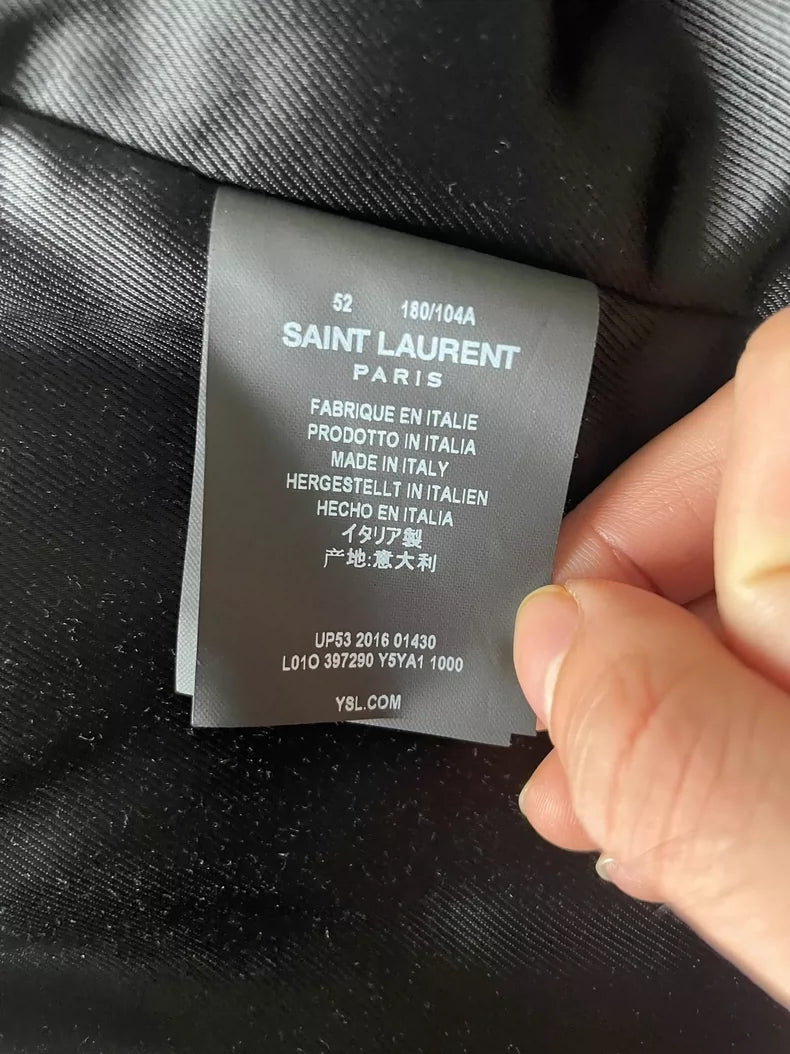 52 180/104A
SAINT LAURENT
PARIS
FABRIQUE EN ITALIE
PRODOTTO IN ITALIA
MADE IN ITALY
HERGESTELLT IN ITALIEN
HECHO EN ITALIA
イタリア製
产地:意大利
UP53 2016 01430
L01O 397290 Y5YA1 1000
YSL.COM